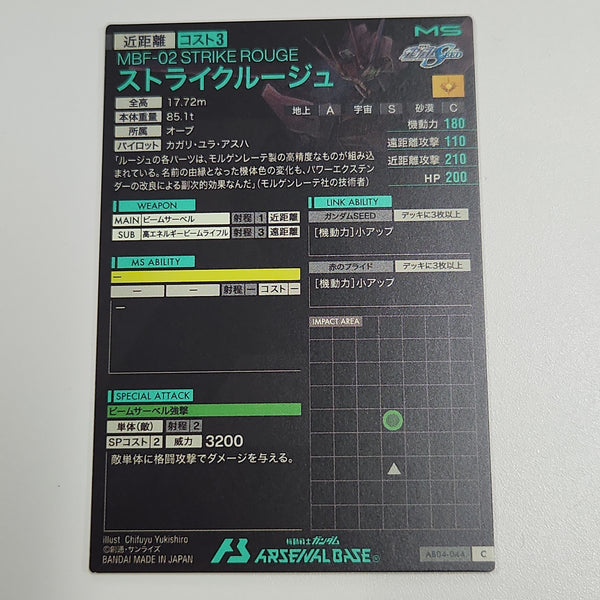 近距離 コスト3
MS
MBF-02 STRIKE ROUGE
ストライクルージュ
全高 17.72m
本体重量 85.1t
所属 オーブ
パイロット カガリ・ユラ・アスハ
地上 A 宇宙 S 砂漠 C
機動力 180
遠距離攻撃 110
近距離攻撃 210
HP 200
「ルージュの各パーツは、モルゲンレーテ製の高精度なものが組み込
まれている。名前の由縁となった機体色の変化も、パワーエクステン
ダーの改良による副次的効果なんだ」(モルゲンレーテ社の技術者)
WEAPON
MAIN ビームサーベル 射程 1 近距離
SUB 高エネルギービームライフル 射程 3 遠距離
MS ABILITY
—
— — 射程 — コスト —
—
SPECIAL ATTACK
ビームサーベル強撃
単体(敵) 射程 2
SPコスト 2 威力 3200
敵単体に格闘攻撃でダメージを与える。
LINK ABILITY
ガンダムSEED デッキに3枚以上
[機動力]小アップ
赤のプライド デッキに3枚以上
[機動力]小アップ
IMPACT AREA
illust Chifuyu Yukishiro
©創通・サンライズ
BANDAI MADE IN JAPAN
機動戦士ガンダム
ARSENAL BASE
AB04-044 C